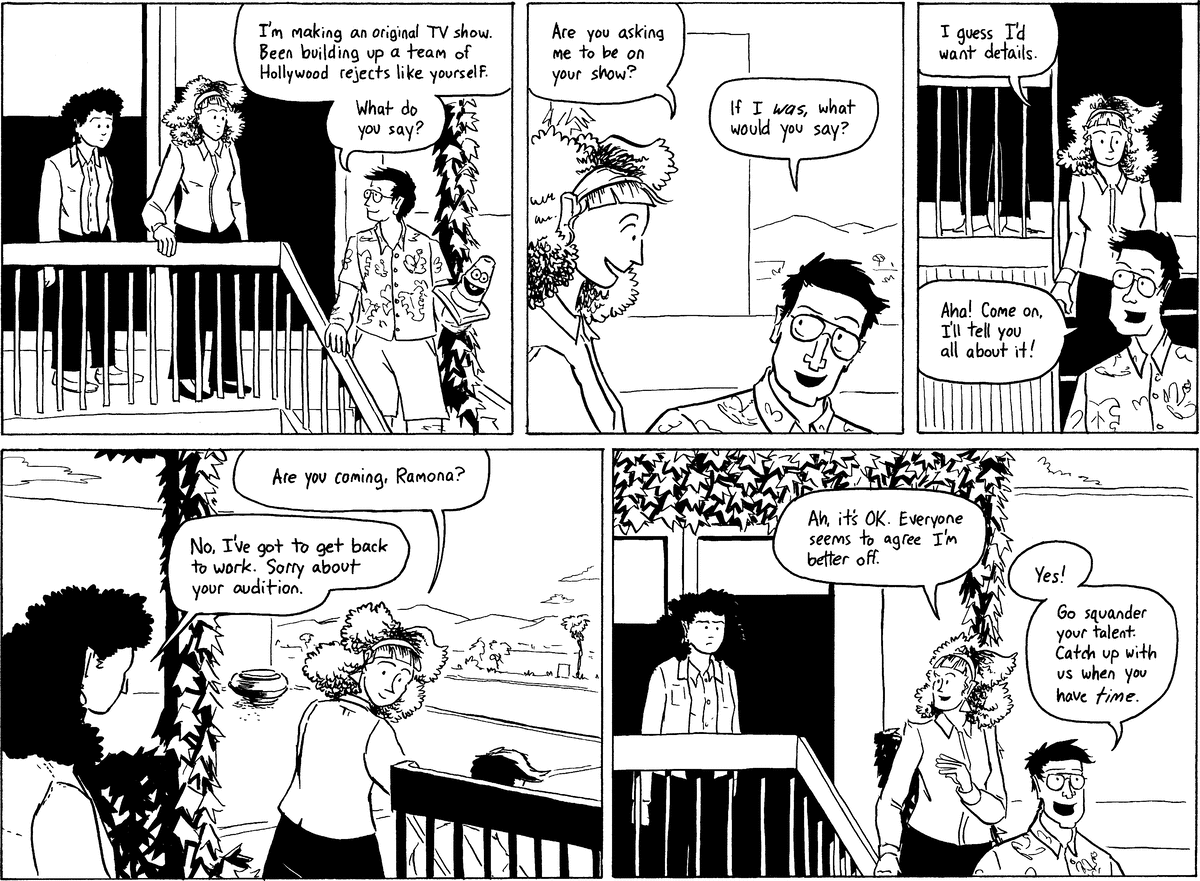 I'm making an original TV show.
Been building up a team of
Hollywood rejects like yourself.
What do
you say?
Are you asking
me to be on
your show?
If I was, what
would you say?
I guess I'd
want details.
Aha! Come on,
I'll tell you
all about it!
Are you coming, Ramona?
No, I've got to get back
to work. Sorry about
your audition.
Ah, it's OK. Everyone
seems to agree I'm
better off.
Yes!
Go squander
your talent.
Catch up with
us when you
have time.